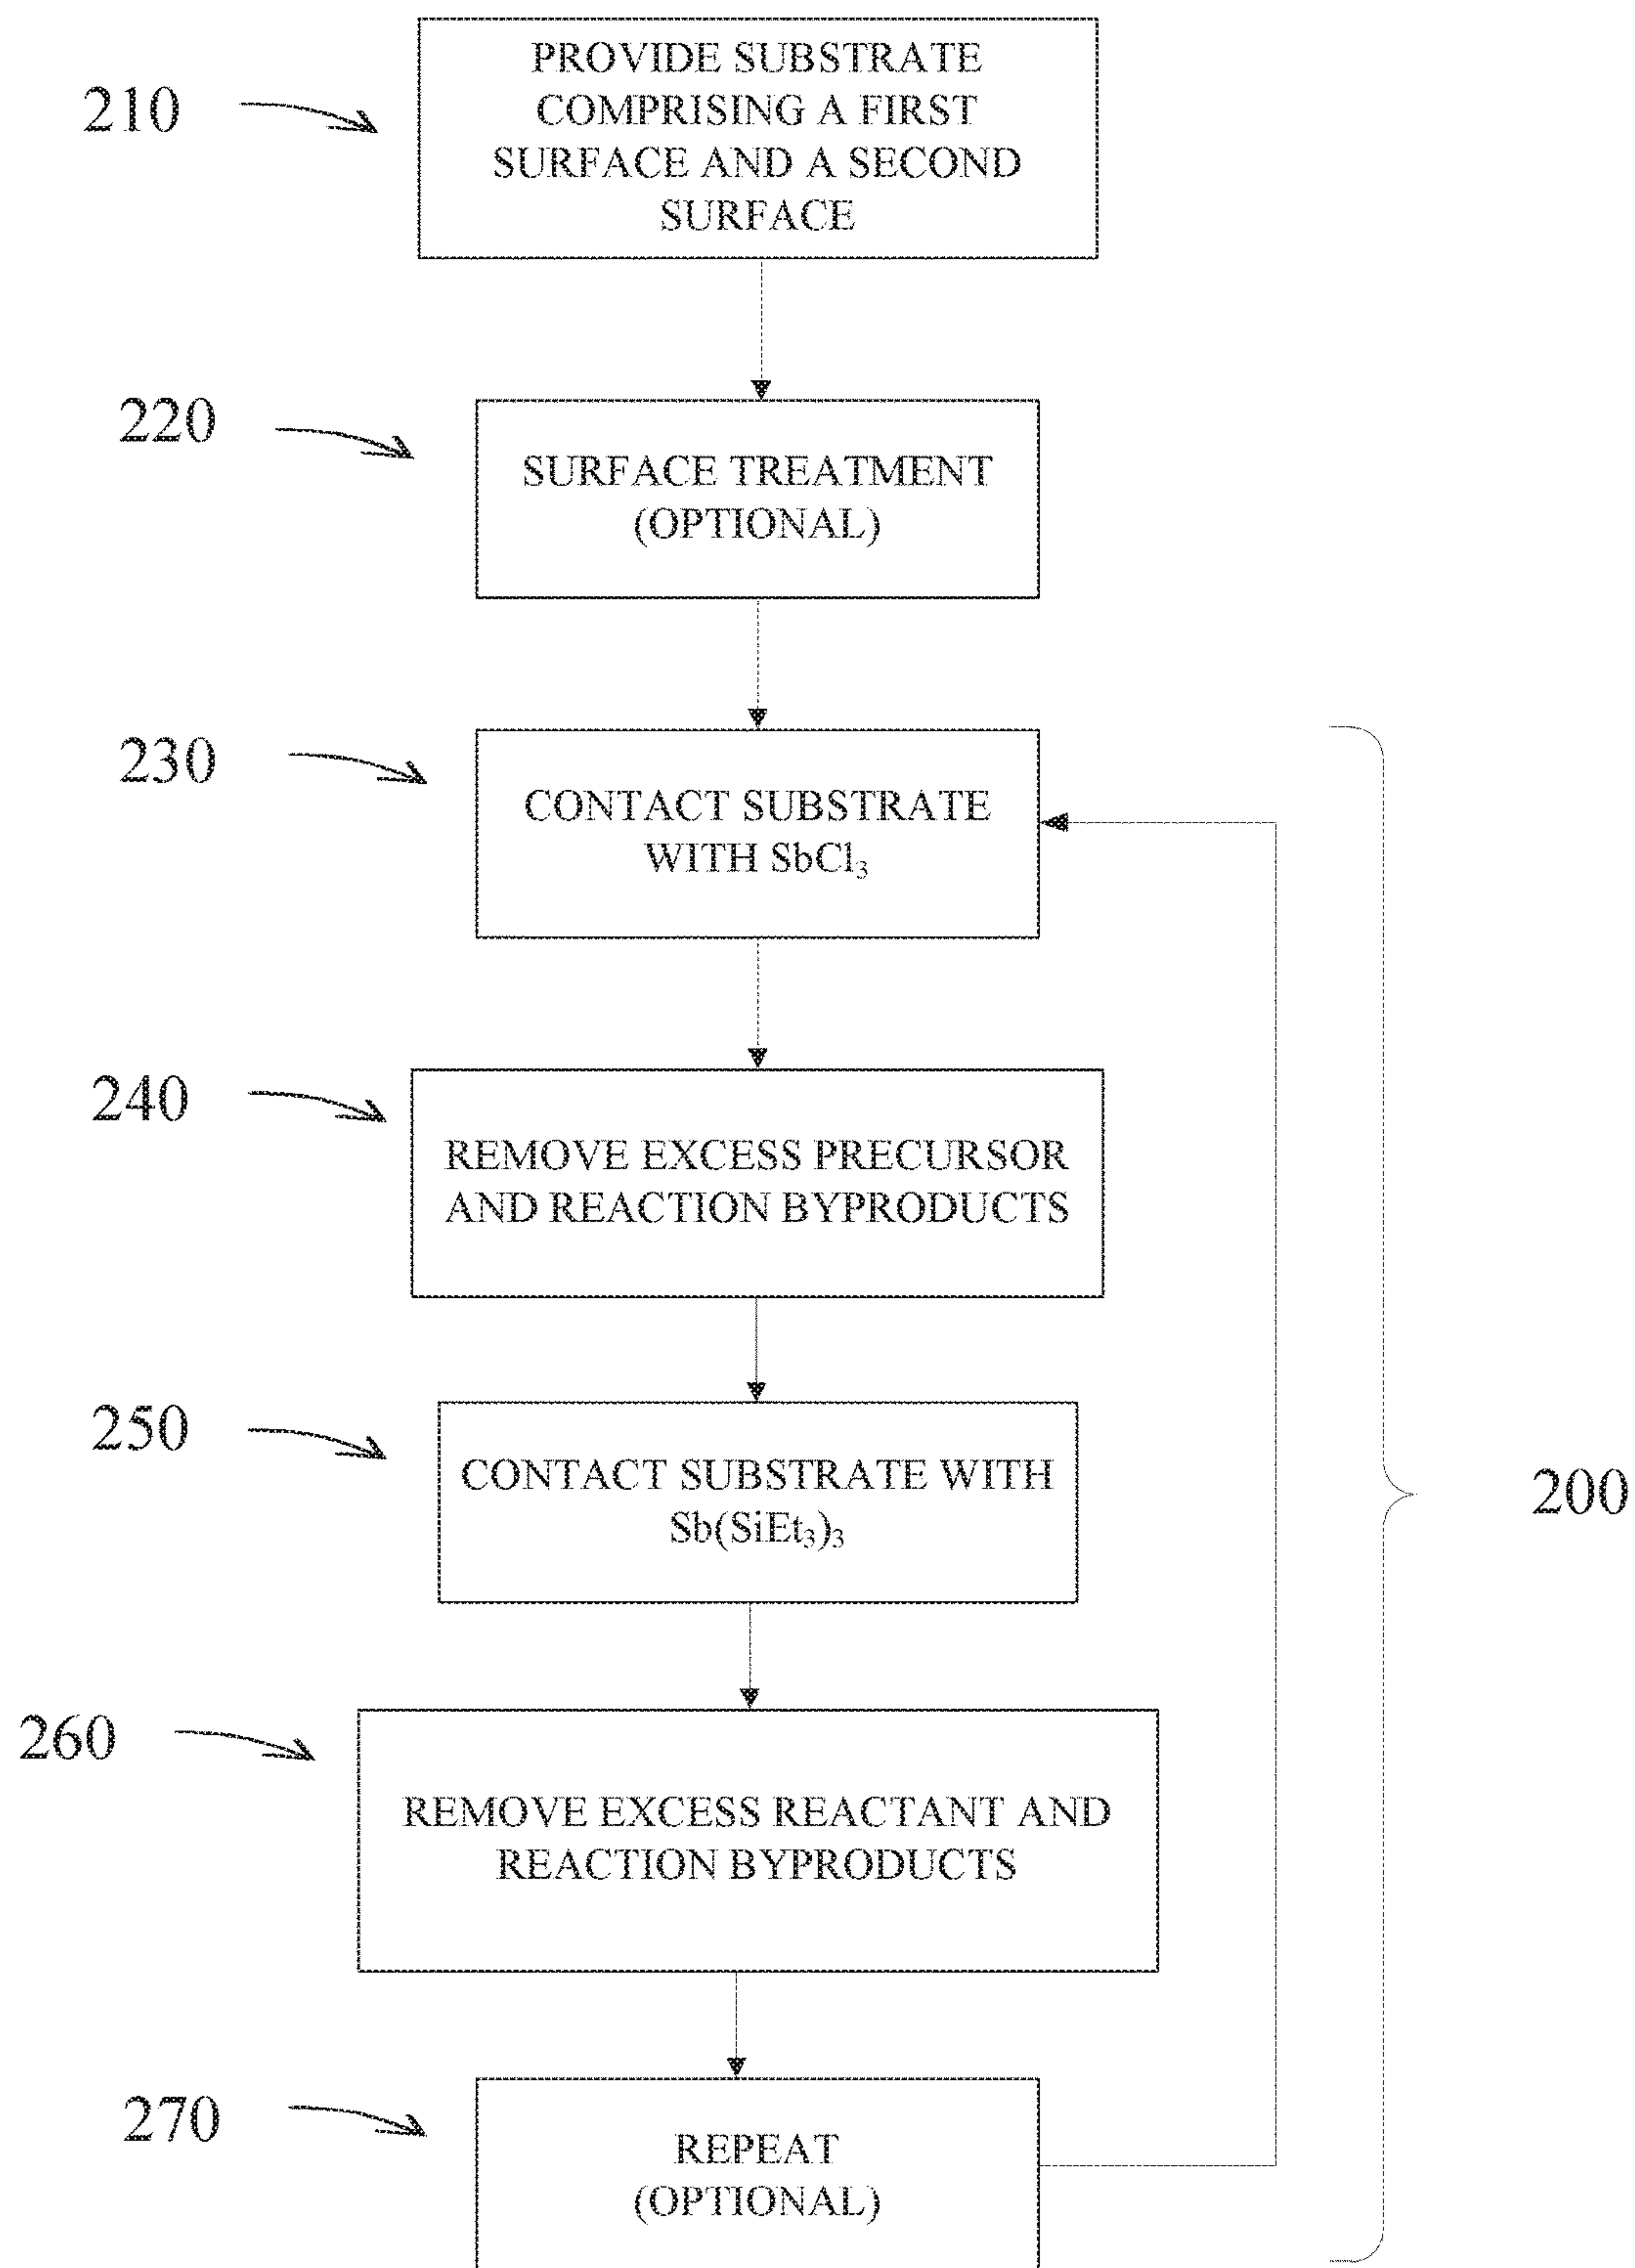 210
PROVIDE SUBSTRATE
COMPRISING A FIRST
SURFACE AND A SECOND
SURFACE
220
SURFACE TREATMENT
(OPTIONAL)
230
CONTACT SUBSTRATE
WITH SbCl₃
240
REMOVE EXCESS PRECURSOR
AND REACTION BYPRODUCTS
250
CONTACT SUBSTRATE WITH
Sb(SiEt₃)₃
200
260
REMOVE EXCESS REACTANT AND
REACTION BYPRODUCTS
270
REPEAT
(OPTIONAL)